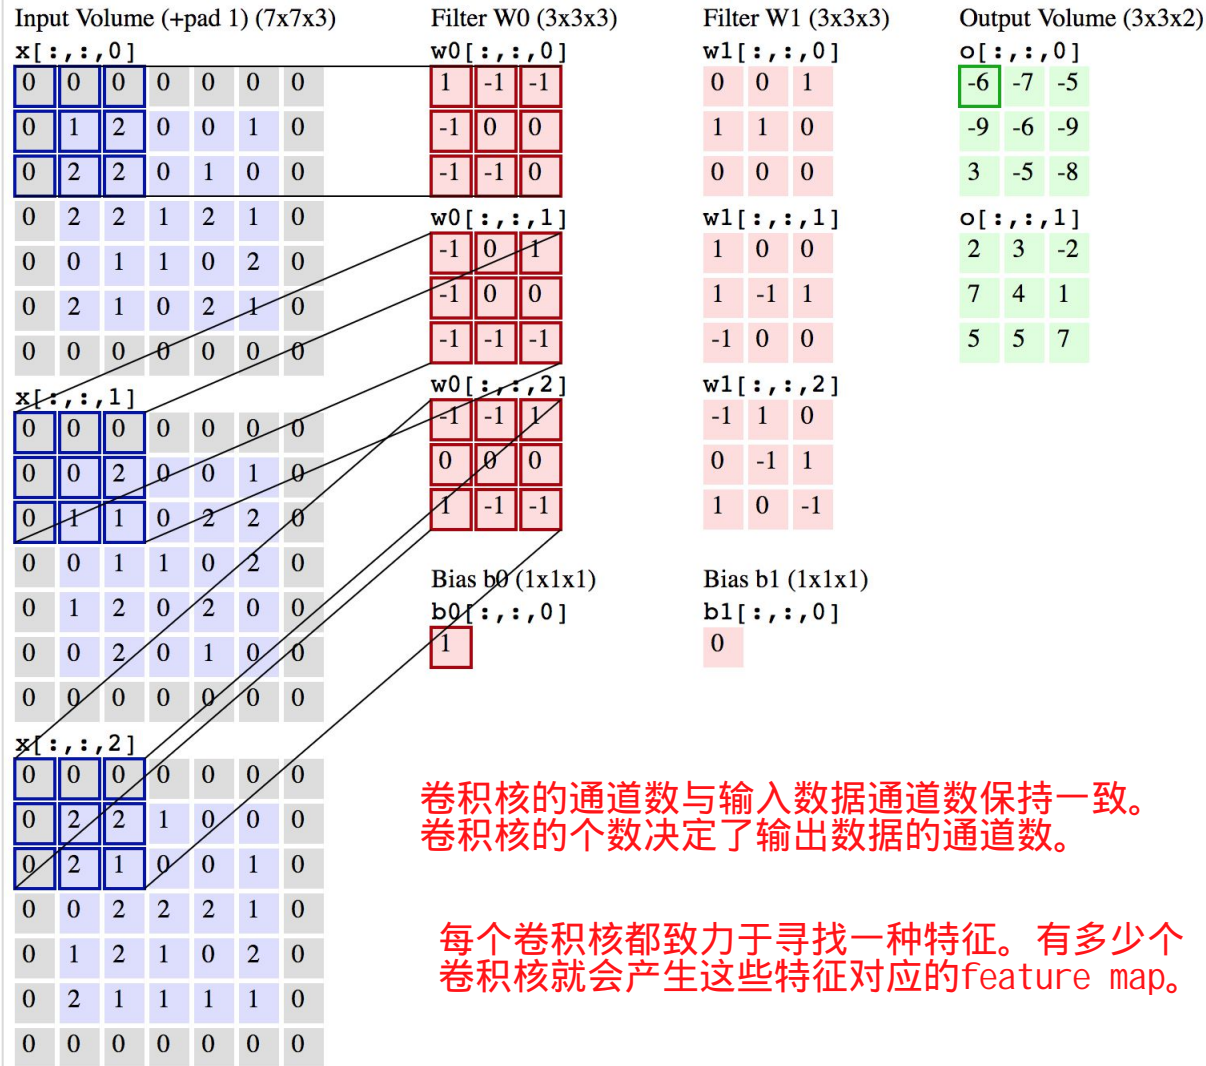 Input Volume (+pad 1) (7x7x3)
x[:,:,0]
0 0 0 0 0 0 0
0 1 2 0 0 1 0
0 2 2 0 1 0 0
0 2 2 1 2 1 0
0 0 1 1 0 2 0
0 2 1 0 2 1 0
0 0 0 0 0 0 0
x[:,:,1]
0 0 0 0 0 0 0
0 0 2 0 0 1 0
0 1 1 0 2 2 0
0 0 1 1 0 2 0
0 1 2 0 2 0 0
0 0 2 0 1 0 0
0 0 0 0 0 0 0
x[:,:,2]
0 0 0 0 0 0 0
0 2 2 1 0 0 0
0 2 1 0 0 1 0
0 0 2 2 2 1 0
0 1 2 1 0 2 0
0 2 1 1 1 1 0
0 0 0 0 0 0 0
Filter W0 (3x3x3)
w0[:,:,0]
1 -1 -1
-1 0 0
-1 -1 0
w0[:,:,1]
-1 0 1
-1 0 0
-1 -1 -1
w0[:,:,2]
-1 -1 1
0 0 0
1 -1 -1
Bias b0 (1x1x1)
b0[:,:,0]
1
Filter W1 (3x3x3)
w1[:,:,0]
0 0 1
1 1 0
0 0 0
w1[:,:,1]
1 0 0
1 -1 1
-1 0 0
w1[:,:,2]
-1 1 0
0 -1 1
1 0 -1
Bias b1 (1x1x1)
b1[:,:,0]
0
Output Volume (3x3x2)
o[:,:,0]
-6 -7 -5
-9 -6 -9
3 -5 -8
o[:,:,1]
2 3 -2
7 4 1
5 5 7
卷积核的通道数与输入数据通道数保持一致。
卷积核的个数决定了输出数据的通道数。
每个卷积核都致力于寻找一种特征。有多少个
卷积核就会产生这些特征对应的feature map。